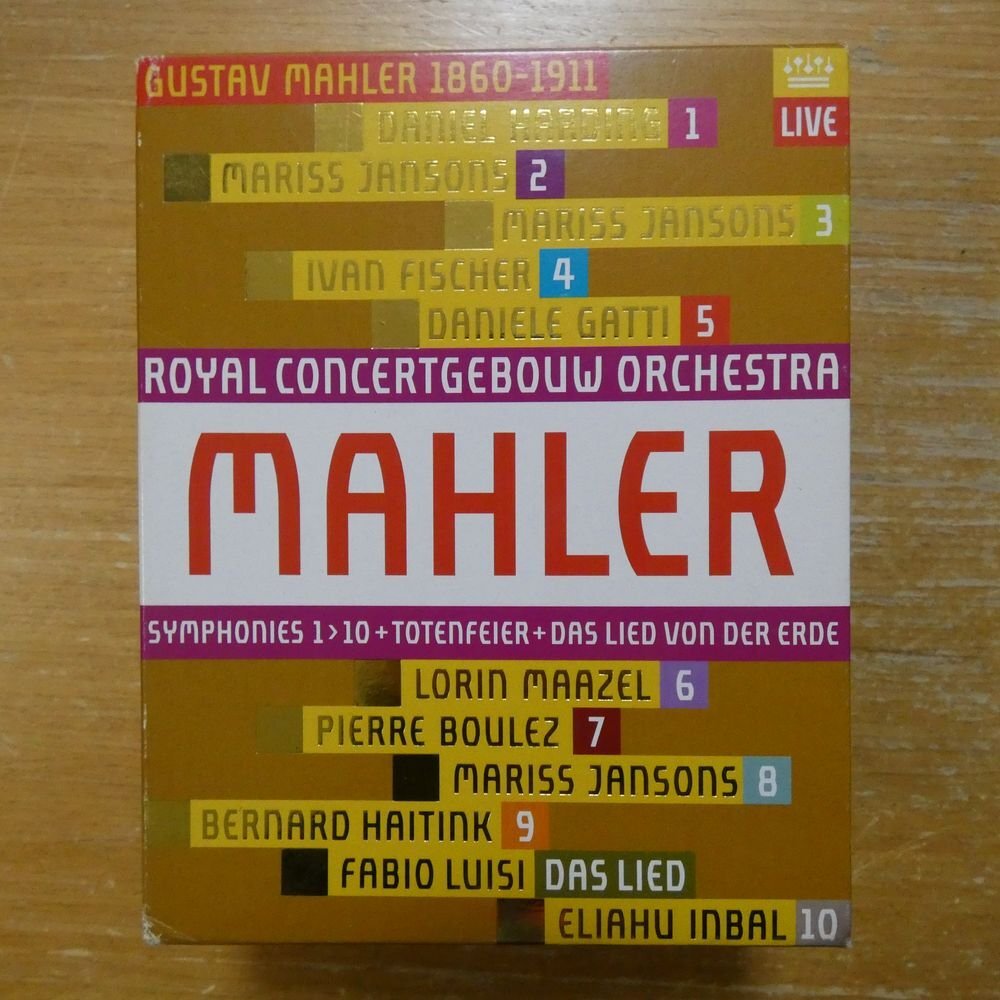 GUSTAV MAHLER 1860-1911
DANIEL HARDING 1
LIVE
MARISS JANSONS 2
MARISS JANSONS 3
IVAN FISCHER 4
DANIELE GATTI 5
ROYAL CONCERTGEBOUW ORCHESTRA
MAHLER
SYMPHONIES 1>10+TOTENFEIER+DAS LIED VON DER ERDE
LORIN MAAZEL 6
PIERRE BOULEZ 7
MARISS JANSONS 8
BERNARD HAITINK 9
FABIO LUISI DAS LIED
ELIAHU INBAL 10